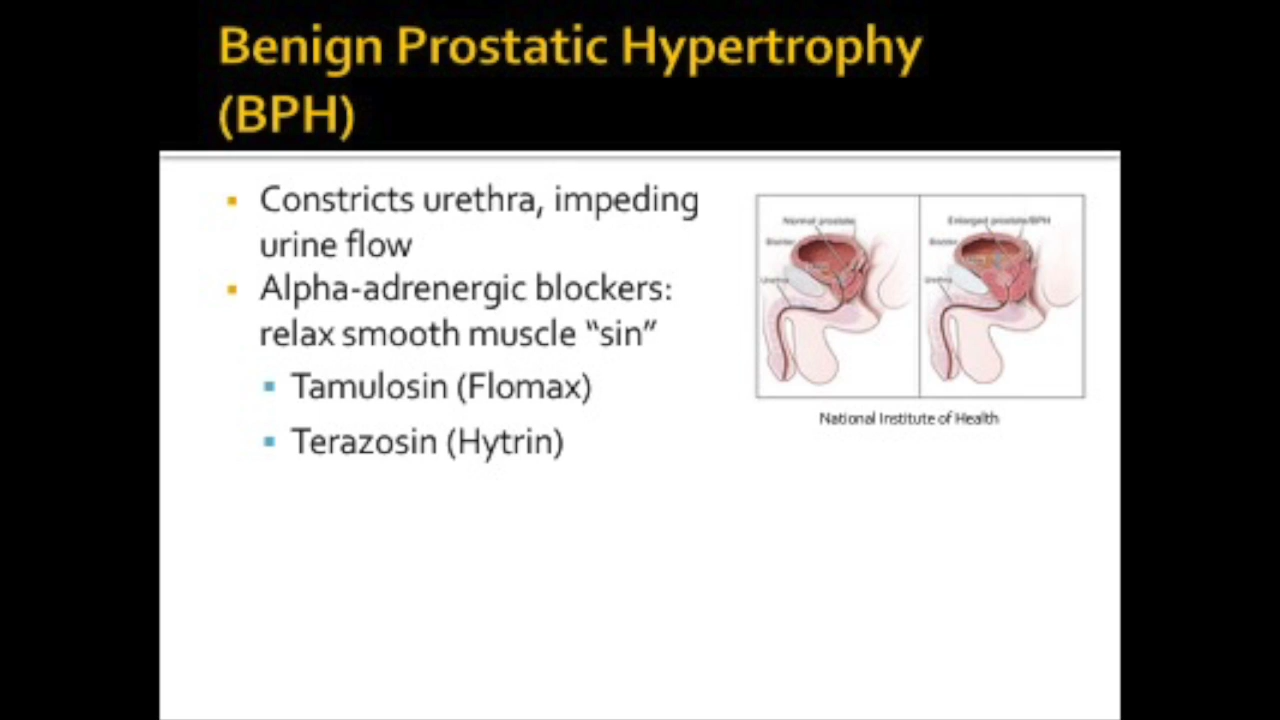 Benign Prostatic Hypertrophy
(BPH)
Constricts urethra, impeding
urine flow
Alpha-adrenergic blockers:
relax smooth muscle “sin”
Tamulosin (Flomax)
Terazosin (Hytrin)
Normal prostate
Enlarged prostate/BPH
Bladder
Bladder
Urethra
Urethra
National Institute of Health